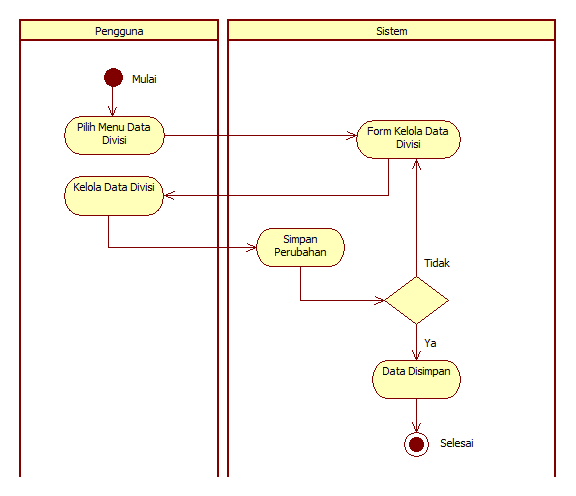 Pengguna
Sistem
Mulai
Pilih Menu Data
Divisi
Form Kelola Data
Divisi
Kelola Data Divisi
Simpan
Perubahan
Tidak
Ya
Data Disimpan
Selesai